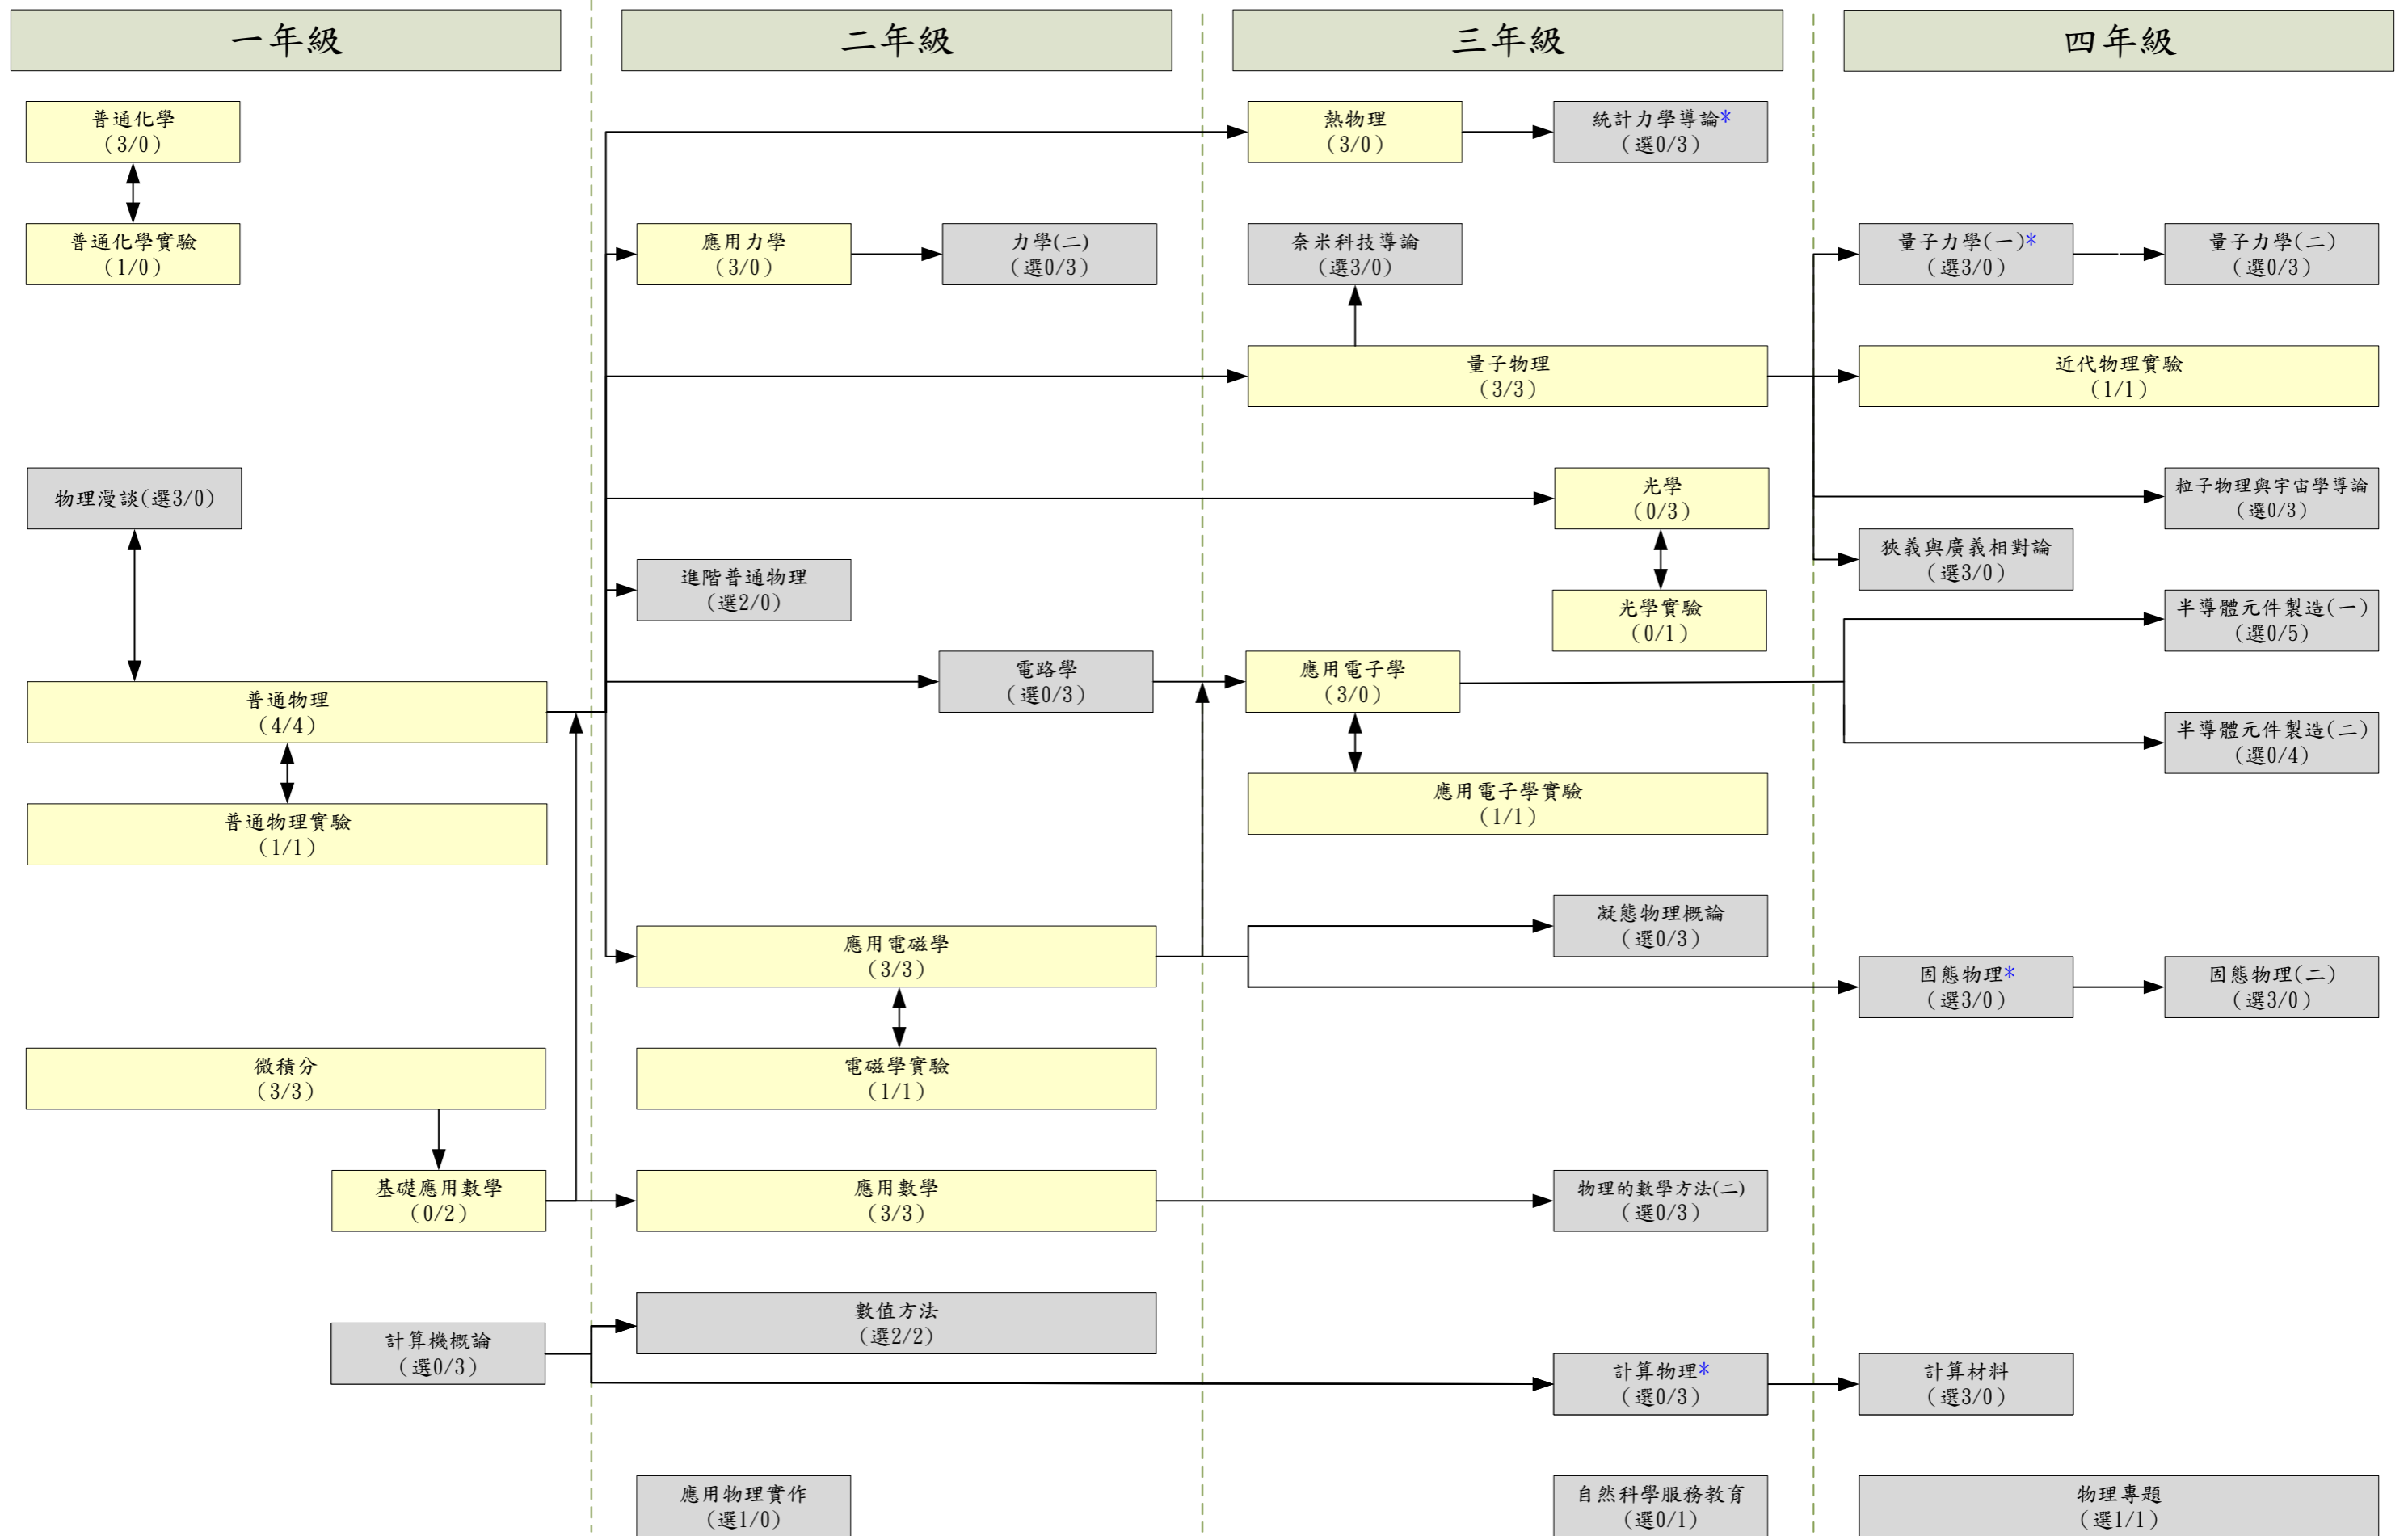 一年級
二年級
三年級
四年級
普通化學
（3/0）
熱物理
（3/0）
統計力學導論*
（選0/3）
普通化學實驗
（1/0）
應用力學
（3/0）
力學(二)
（選0/3）
奈米科技導論
（選3/0）
量子力學(一)*
（選3/0）
量子力學(二)
（選0/3）
量子物理
（3/3）
近代物理實驗
（1/1）
物理漫談(選3/0)
光學
（0/3）
粒子物理與宇宙學導論
（選0/3）
狹義與廣義相對論
（選3/0）
進階普通物理
（選2/0）
光學實驗
（0/1）
半導體元件製造(一)
（選0/5）
普通物理
（4/4）
電路學
（選0/3）
應用電子學
（3/0）
半導體元件製造(二)
（選0/4）
普通物理實驗
（1/1）
應用電子學實驗
（1/1）
應用電磁學
（3/3）
凝態物理概論
（選0/3）
固態物理*
（選3/0）
固態物理(二)
（選3/0）
微積分
（3/3）
電磁學實驗
（1/1）
基礎應用數學
（0/2）
應用數學
（3/3）
物理的數學方法(二)
（選0/3）
計算機概論
（選0/3）
數值方法
（選2/2）
計算物理*
（選0/3）
計算材料
（選3/0）
應用物理實作
（選1/0）
自然科學服務教育
（選0/1）
物理專題
（選1/1）